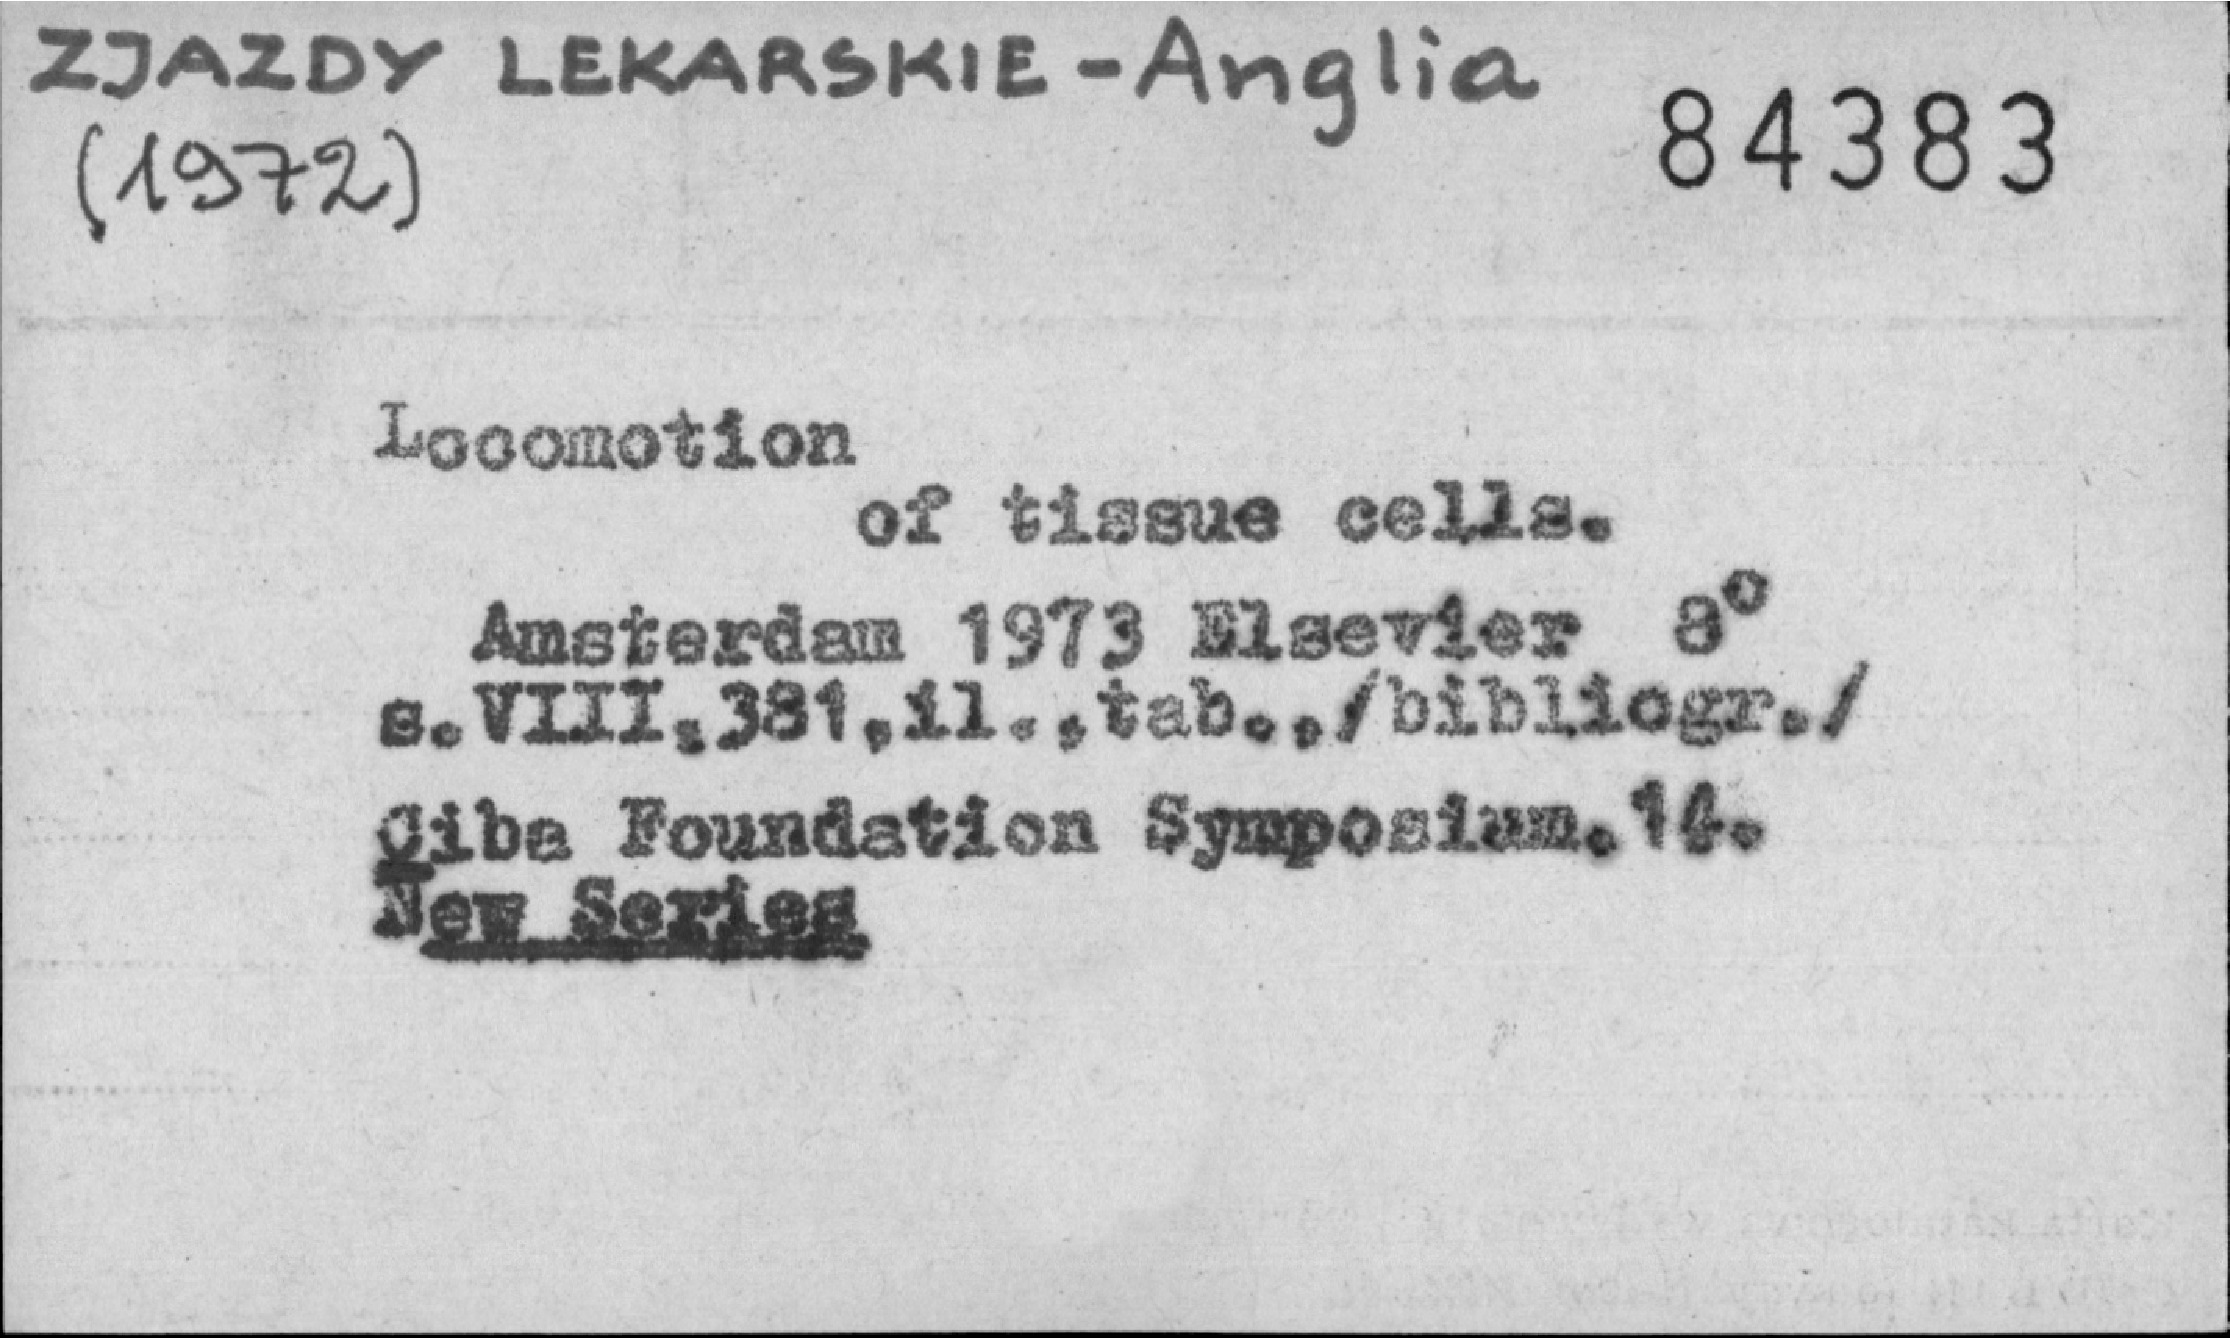 ZJAZDY LEKARSKIE - Anglia
84383
(1972)
Locomotion
of tissue cells.
Amsterdam 1973 Elsevier 8°
s.VIII,381,il.,tab.,/bibliogr./
Ciba Foundation Symposium.14.
New Series